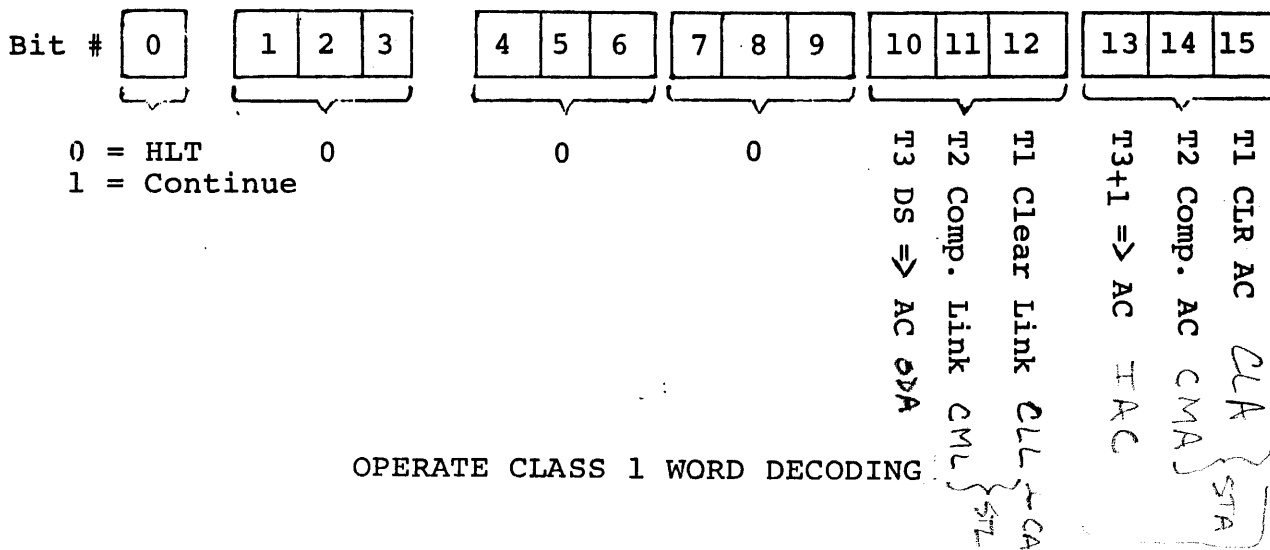 Bit # 0 1 2 3 4 5 6 7 8 9 10 11 12 13 14 15
0 = HLT 0 0 0
1 = Continue
T3 DS => AC ODA
T2 Comp. Link CML
T1 Clear Link CLL
STL
CA
T3+1 => AC IAC
T2 Comp. AC CMA
T1 CLR AC CLA
STA
OPERATE CLASS 1 WORD DECODING